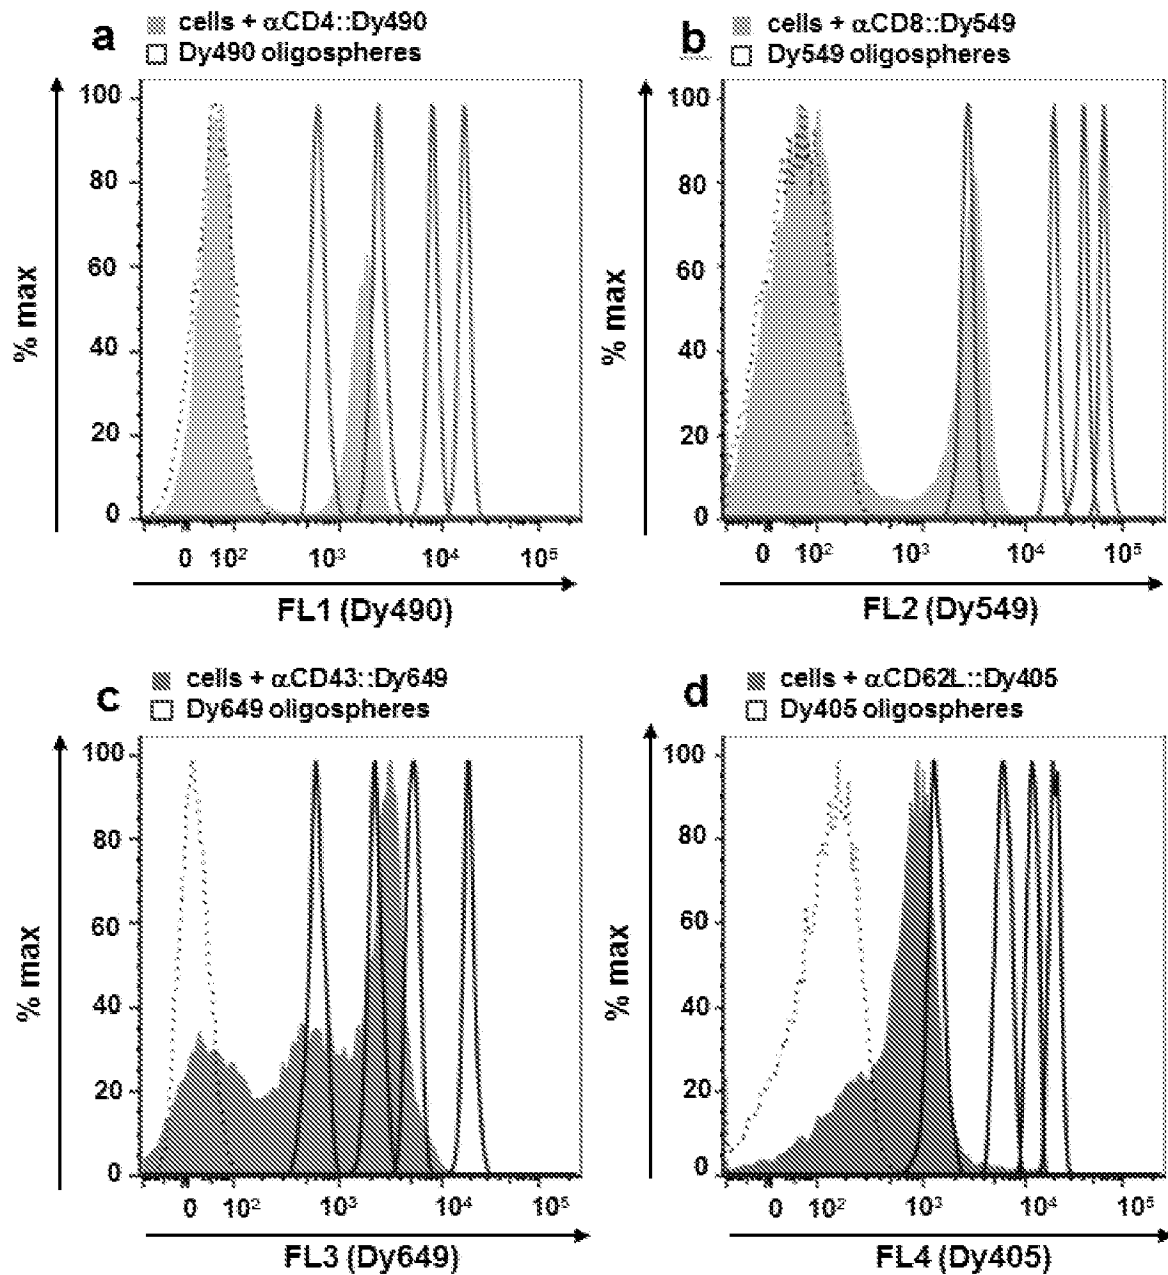 a
cells + αCD4::Dy490
Dy490 oligospheres
% max
100
80
60
40
20
0
0 10² 10³ 10⁴ 10⁵
FL1 (Dy490)
b
cells + αCD8::Dy549
Dy549 oligospheres
% max
100
80
60
40
20
0
0 10² 10³ 10⁴ 10⁵
FL2 (Dy549)
c
cells + αCD43::Dy649
Dy649 oligospheres
% max
100
80
60
40
20
0
0 10² 10³ 10⁴ 10⁵
FL3 (Dy649)
d
cells + αCD62L::Dy405
Dy405 oligospheres
% max
100
80
60
40
20
0
0 10² 10³ 10⁴ 10⁵
FL4 (Dy405)